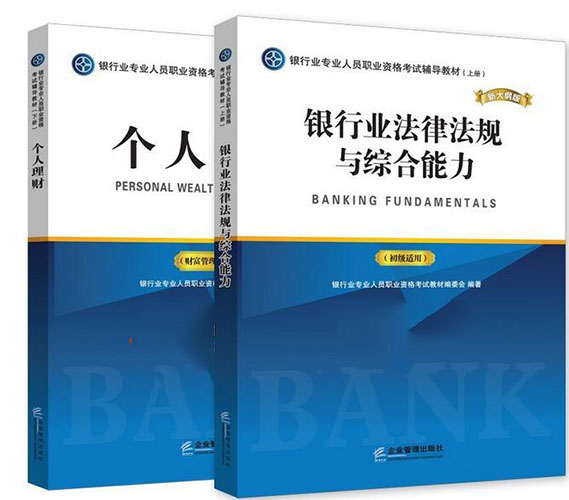 银行业专业人员职业资格
考试辅导教材（下册）
个人理财
银行业专业人员职业资格考
个人
PERSONAL WEALT
（财富管理
银行业专业人员职业资格
BA
企业管理出版社
银行业专业人员职业资格
考试辅导教材（上册）
银行业法律法规与综合能力
银行业专业人员职业资格考试辅导教材（上册）
新大纲版
银行业法律法规
与综合能力
BANKING FUNDAMENTALS
（初级适用）
银行业专业人员职业资格考试教材编委会 编著
BANK
企业管理出版社